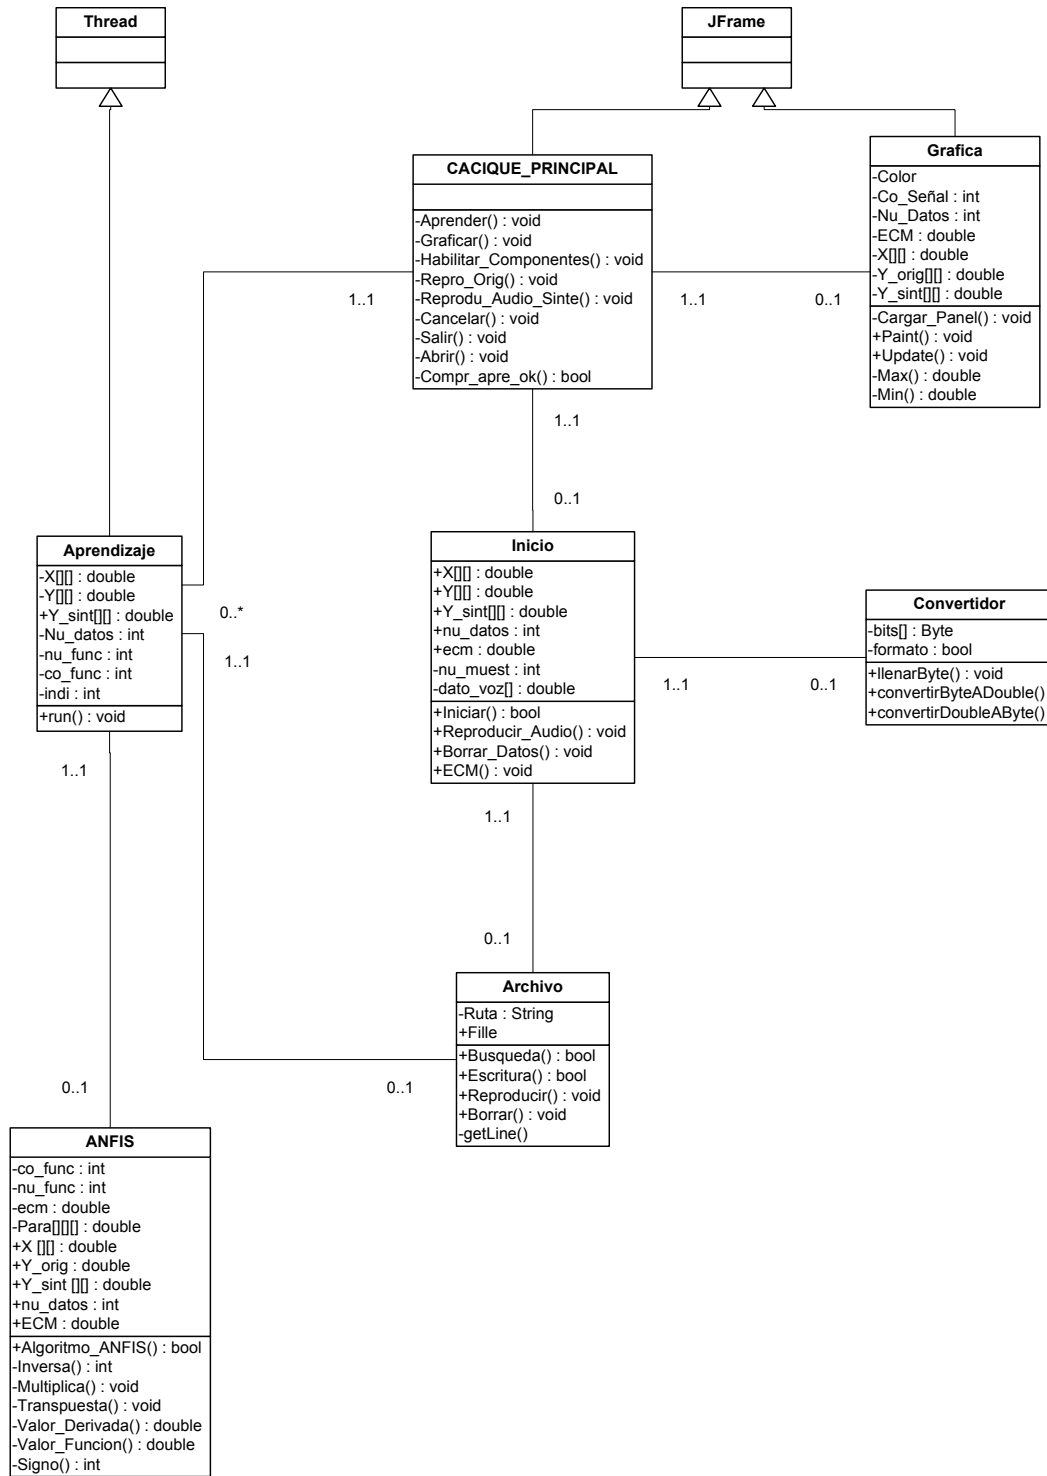 Thread
JFrame
CACIQUE_PRINCIPAL
-Aprender() : void
-Graficar() : void
-Habilitar_Componentes() : void
-Repro_Orig() : void
-Reprodu_Audio_Sinte() : void
-Cancelar() : void
-Salir() : void
-Abrir() : void
-Compr_apre_ok() : bool
Grafica
-Color
-Co_Señal : int
-Nu_Datos : int
-ECM : double
-X[][] : double
-Y_orig[][] : double
-Y_sint[][] : double
-Cargar_Panel() : void
+Paint() : void
+Update() : void
-Max() : double
-Min() : double
1..1
1..1
0..1
1..1
0..1
Aprendizaje
-X[][] : double
-Y[][] : double
+Y_sint[][] : double
-Nu_datos : int
-nu_func : int
-co_func : int
-indi : int
+run() : void
0..*
1..1
Inicio
+X[][] : double
+Y[][] : double
+Y_sint[][] : double
+nu_datos : int
+ecm : double
-nu_muest : int
-dato_voz[] : double
+Iniciar() : bool
+Reproducir_Audio() : void
+Borrar_Datos() : void
+ECM() : void
1..1
0..1
Convertidor
-bits[] : Byte
-formato : bool
+llenarByte() : void
+convertirByteADouble()
+convertirDoubleAByte()
1..1
1..1
0..1
Archivo
-Ruta : String
+Fille
+Busqueda() : bool
+Escritura() : bool
+Reproducir() : void
+Borrar() : void
-getLine()
0..1
0..1
ANFIS
-co_func : int
-nu_func : int
-ecm : double
-Para[][][] : double
+X [][] : double
+Y_orig : double
+Y_sint [][] : double
+nu_datos : int
+ECM : double
+Algoritmo_ANFIS() : bool
-Inversa() : int
-Multiplica() : void
-Transpuesta() : void
-Valor_Derivada() : double
-Valor_Funcion() : double
-Signo() : int